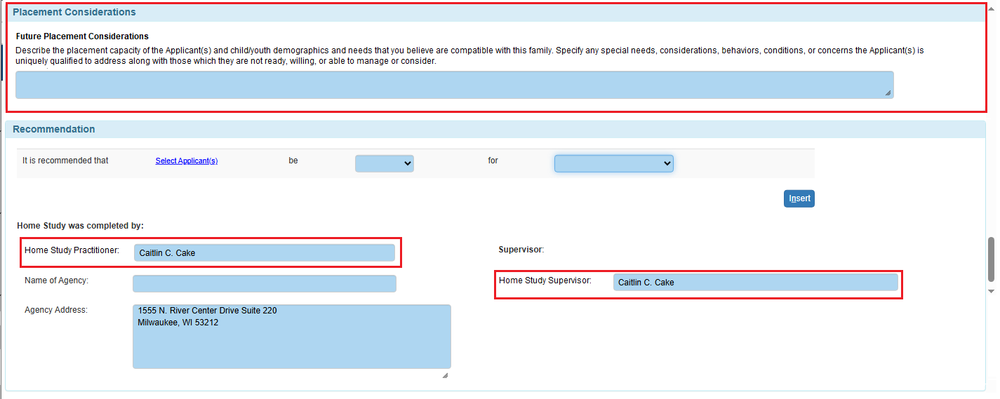 Placement Considerations
Future Placement Considerations
Describe the placement capacity of the Applicant(s) and child/youth demographics and needs that you believe are compatible with this family. Specify any special needs, considerations, behaviors, conditions, or concerns the Applicant(s) is
uniquely qualified to address along with those which they are not ready, willing, or able to manage or consider.
Recommendation
It is recommended that Select Applicant(s) be for
Insert
Home Study was completed by:
Home Study Practitioner: Caitlin C. Cake
Supervisor:
Name of Agency:
Home Study Supervisor: Caitlin C. Cake
Agency Address: 1555 N. River Center Drive Suite 220
Milwaukee, WI 53212